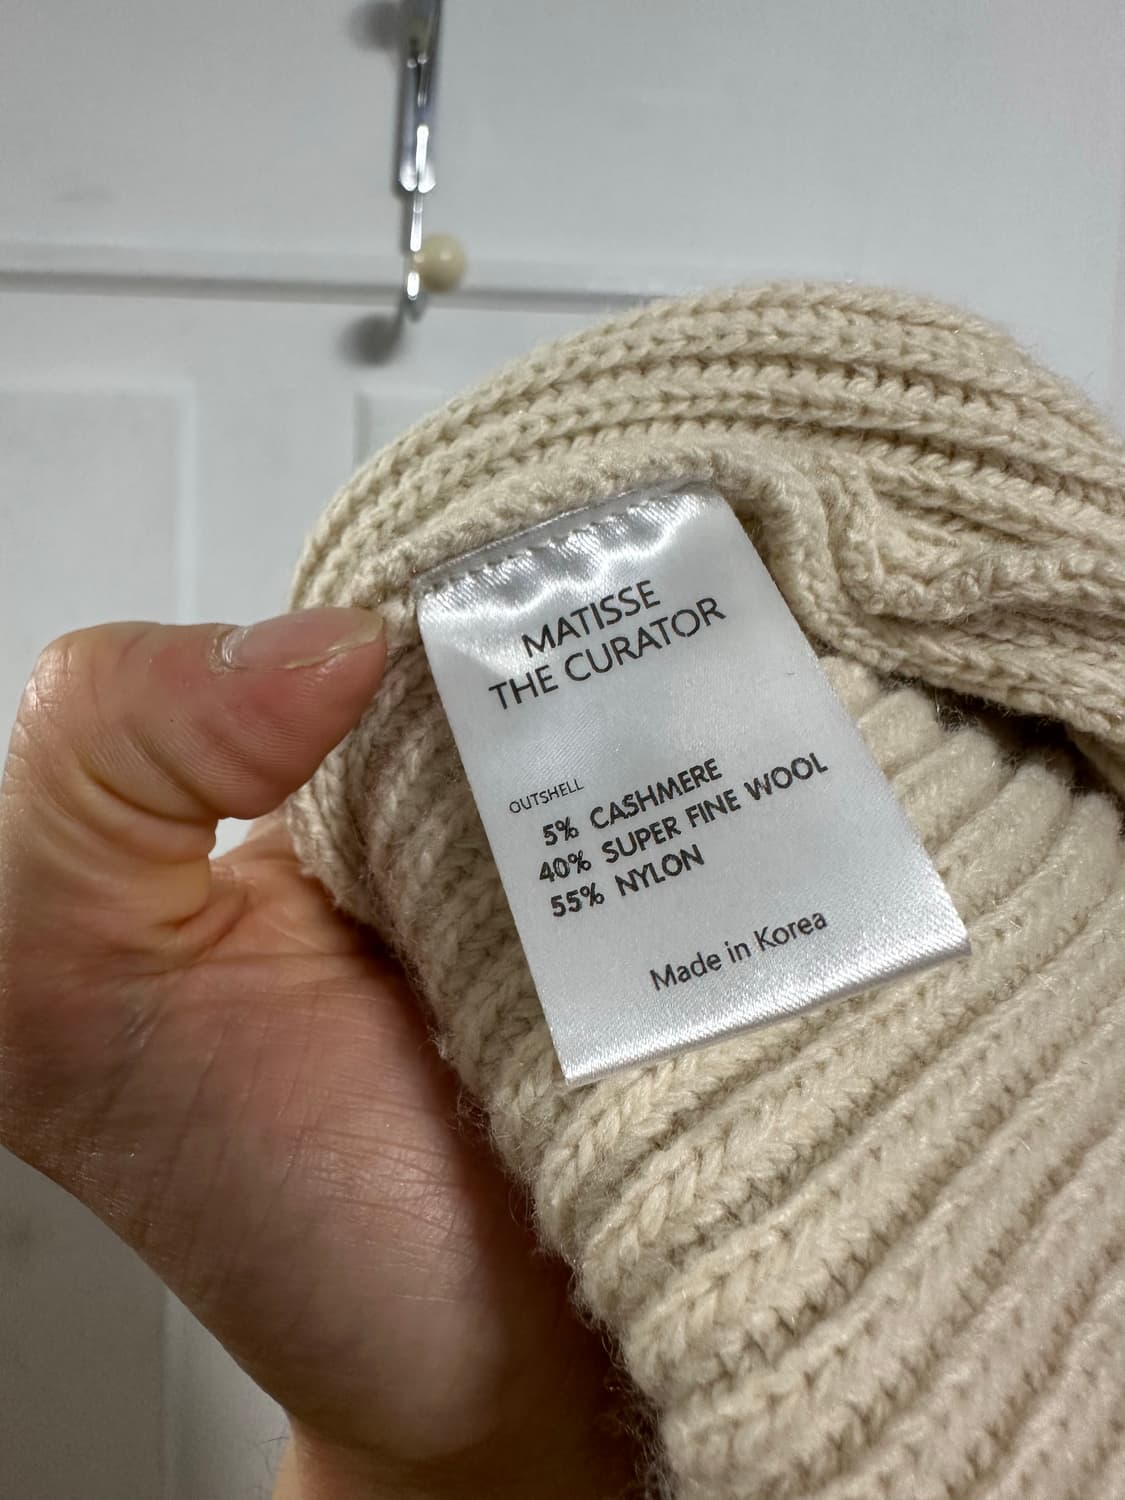 MATISSE
THE CURATOR
OUTSHELL
5% CASHMERE
40% SUPER FINE WOOL
55% NYLON
Made in Korea